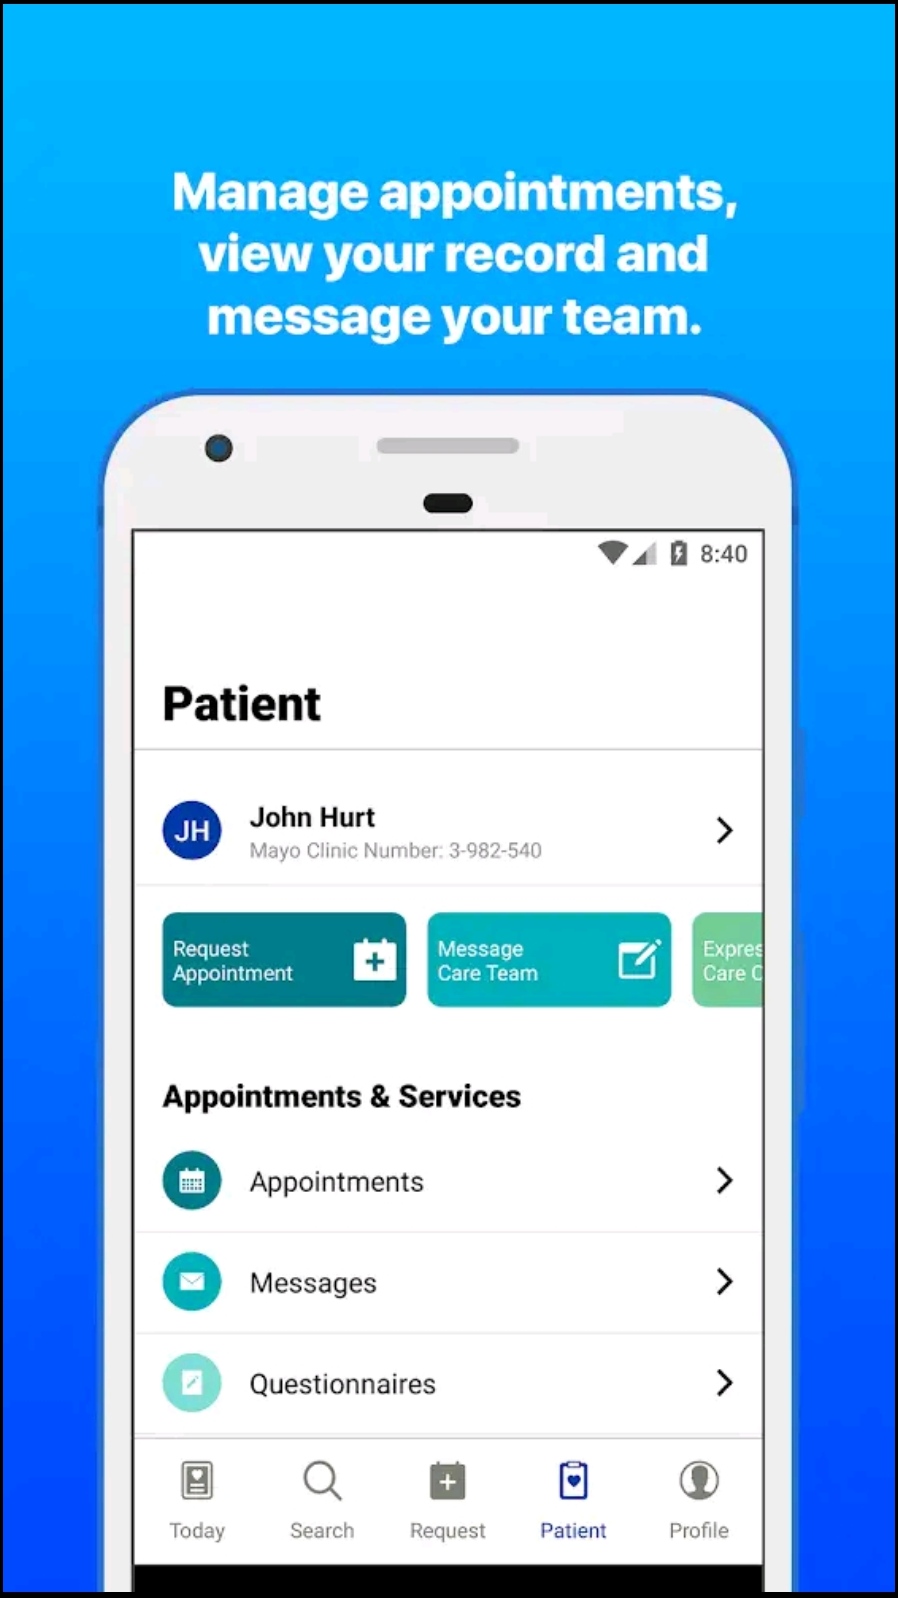 Manage appointments,
view your record and
message your team.
8:40
Patient
JH
John Hurt
Mayo Clinic Number: 3-982-540
Request
Appointment
Message
Care Team
Care
Appointments & Services
Appointments
Messages
Questionnaires
Today
Search
Request
Patient
Profile